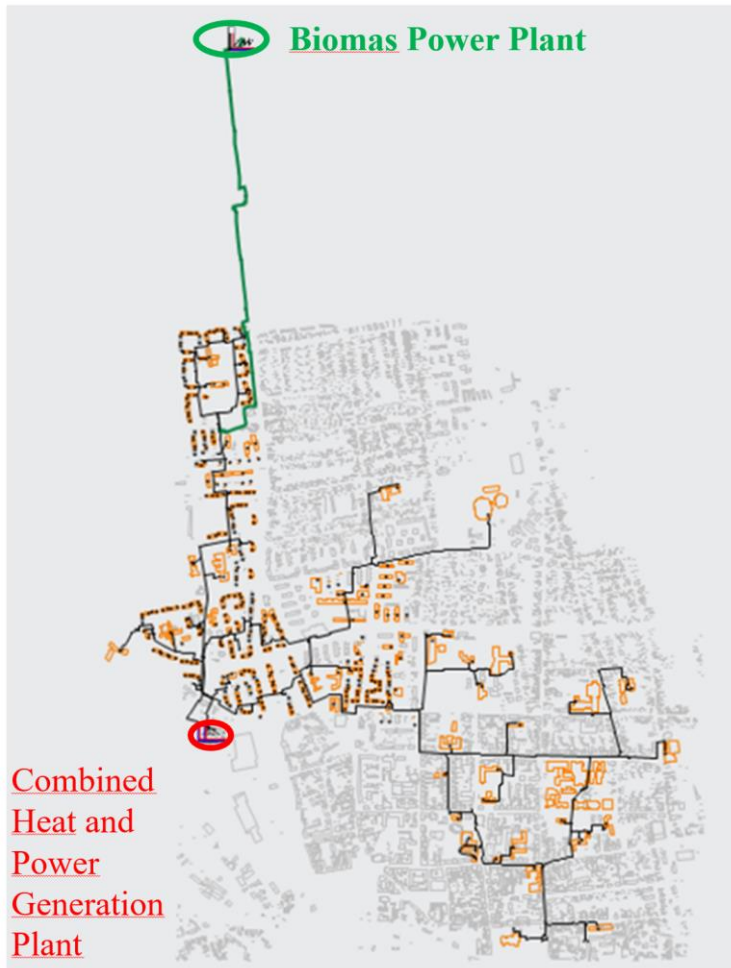 Biomas Power Plant
Combined
Heat and
Power
Generation
Plant